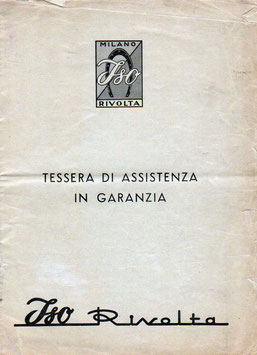 MILANO
Iso
RIVOLTA
TESSERA DI ASSISTENZA
IN GARANZIA
Iso Rivolta